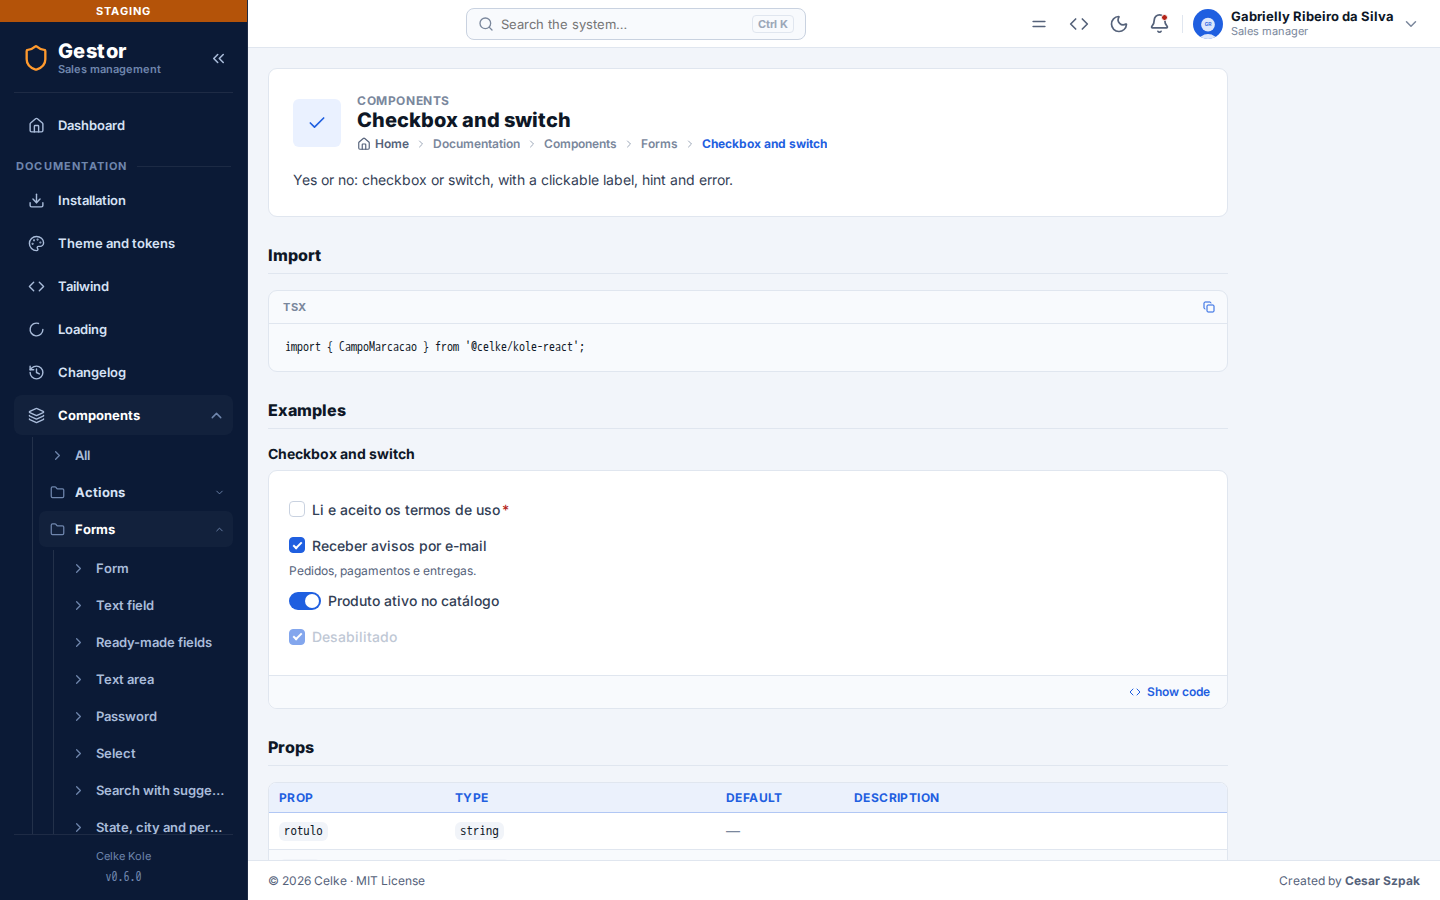 STAGING
Gestor
Sales management
Dashboard
DOCUMENTATION
Installation
Theme and tokens
Tailwind
Loading
Changelog
Components
All
Actions
Forms
Form
Text field
Ready-made fields
Text area
Password
Select
Search with sugge...
State, city and per...
Celke Kole
v0.6.0
Search the system...
Ctrl K
GR
Gabrielly Ribeiro da Silva
Sales manager
COMPONENTS
Checkbox and switch
Home > Documentation > Components > Forms > Checkbox and switch
Yes or no: checkbox or switch, with a clickable label, hint and error.
Import
TSX
import { CampoMarcacao } from '@celke/kole-react';
Examples
Checkbox and switch
Li e aceito os termos de uso*
Receber avisos por e-mail
Pedidos, pagamentos e entregas.
Produto ativo no catálogo
Desabilitado
Show code
Props
PROP TYPE DEFAULT DESCRIPTION
rotulo string —
© 2026 Celke · MIT License
Created by Cesar Szpak